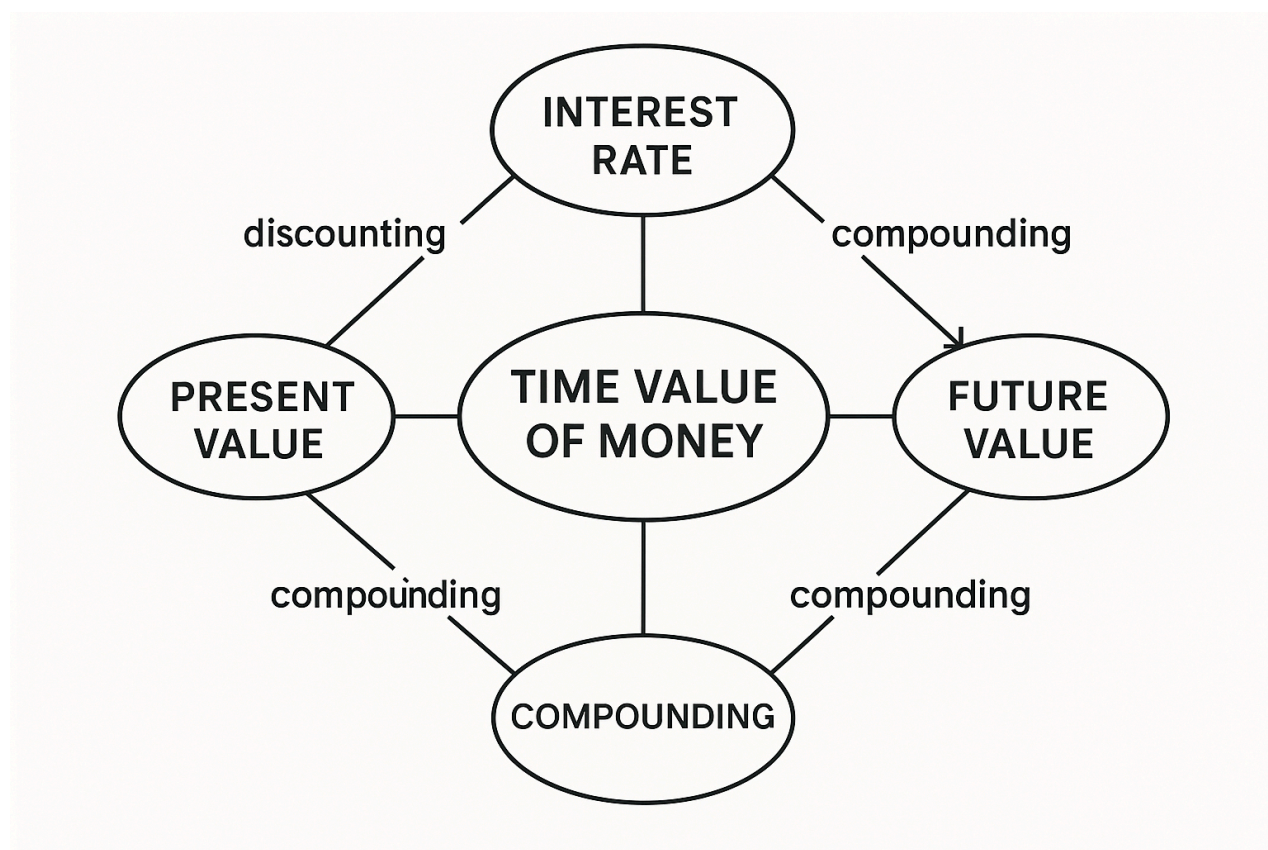 INTEREST
RATE
discounting
compounding
PRESENT
VALUE
TIME VALUE
OF MONEY
FUTURE
VALUE
compounding
compounding
COMPOUNDING